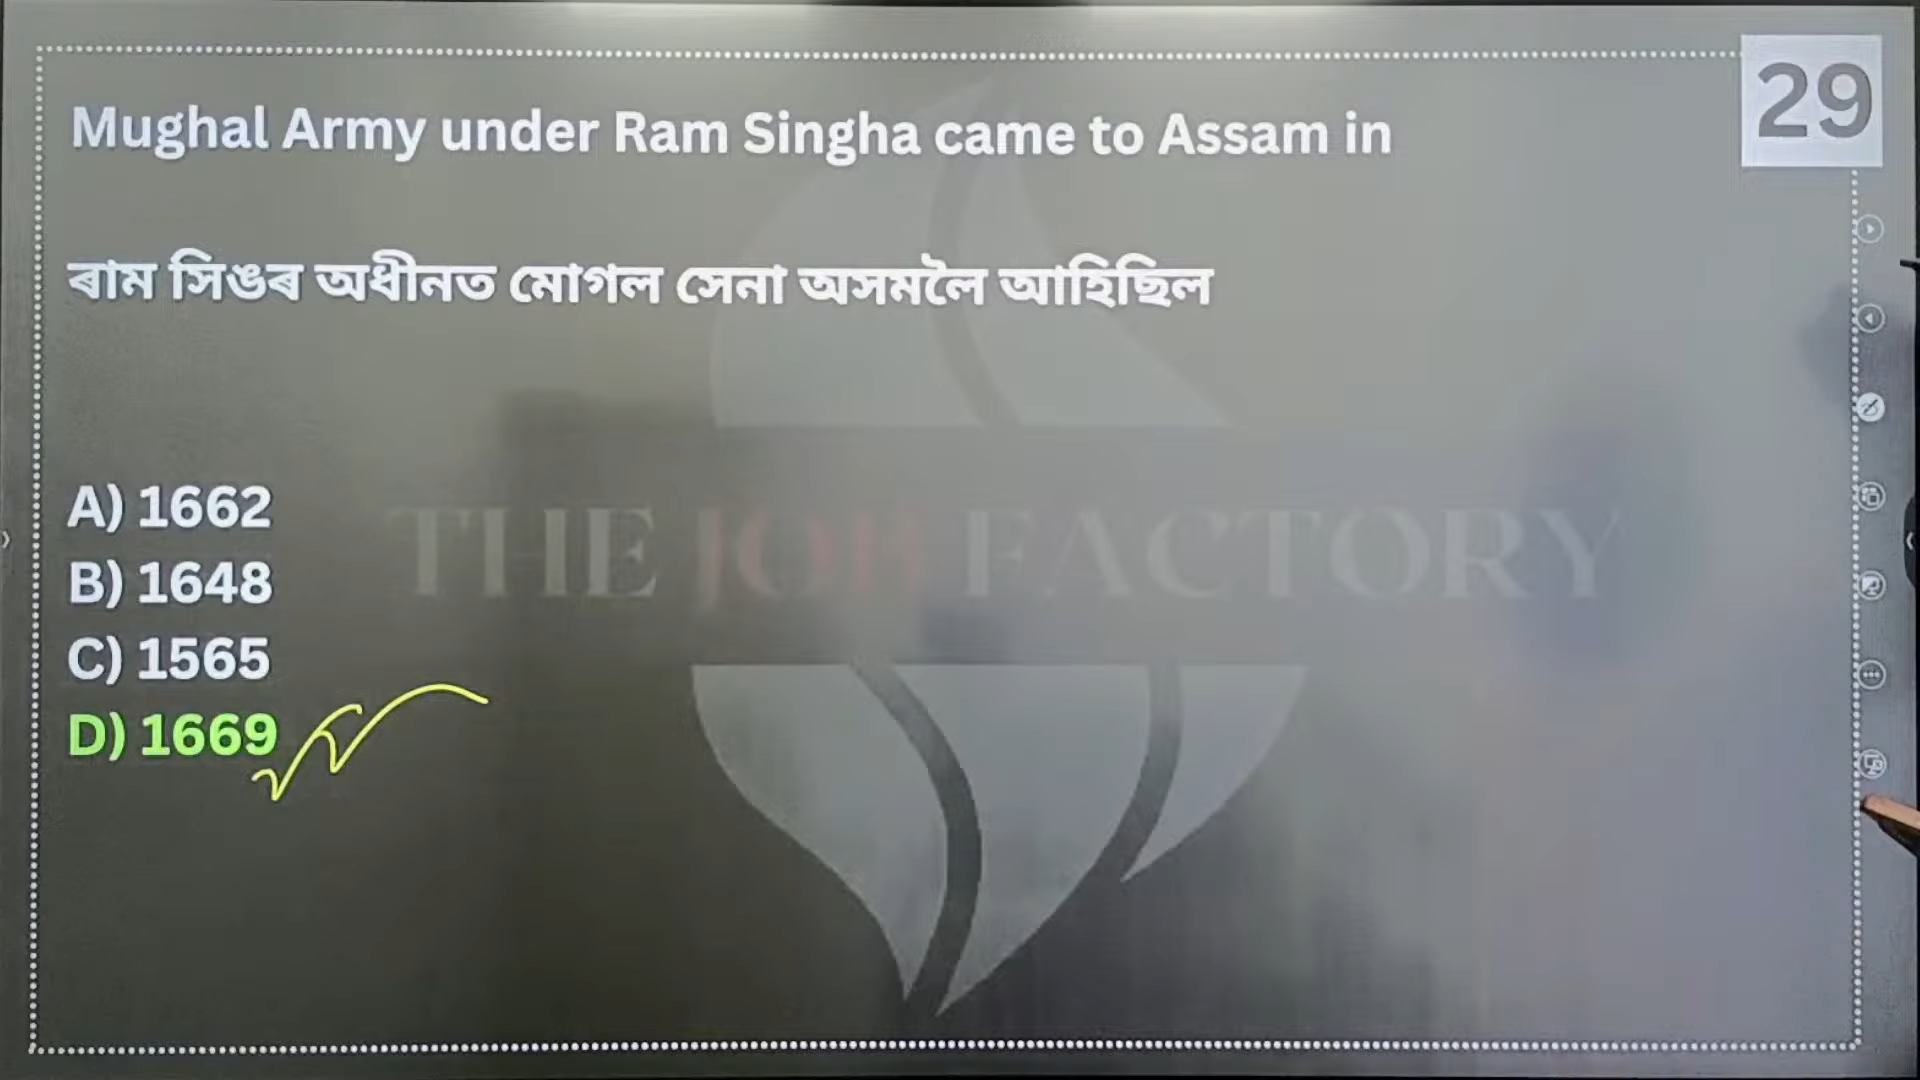 29
Mughal Army under Ram Singha came to Assam in
ৰাম সিঙৰ অধীনত মোগল সেনা অসমলৈ আহিছিল
A) 1662
B) 1648
C) 1565
D) 1669
THE JOB FACTORY